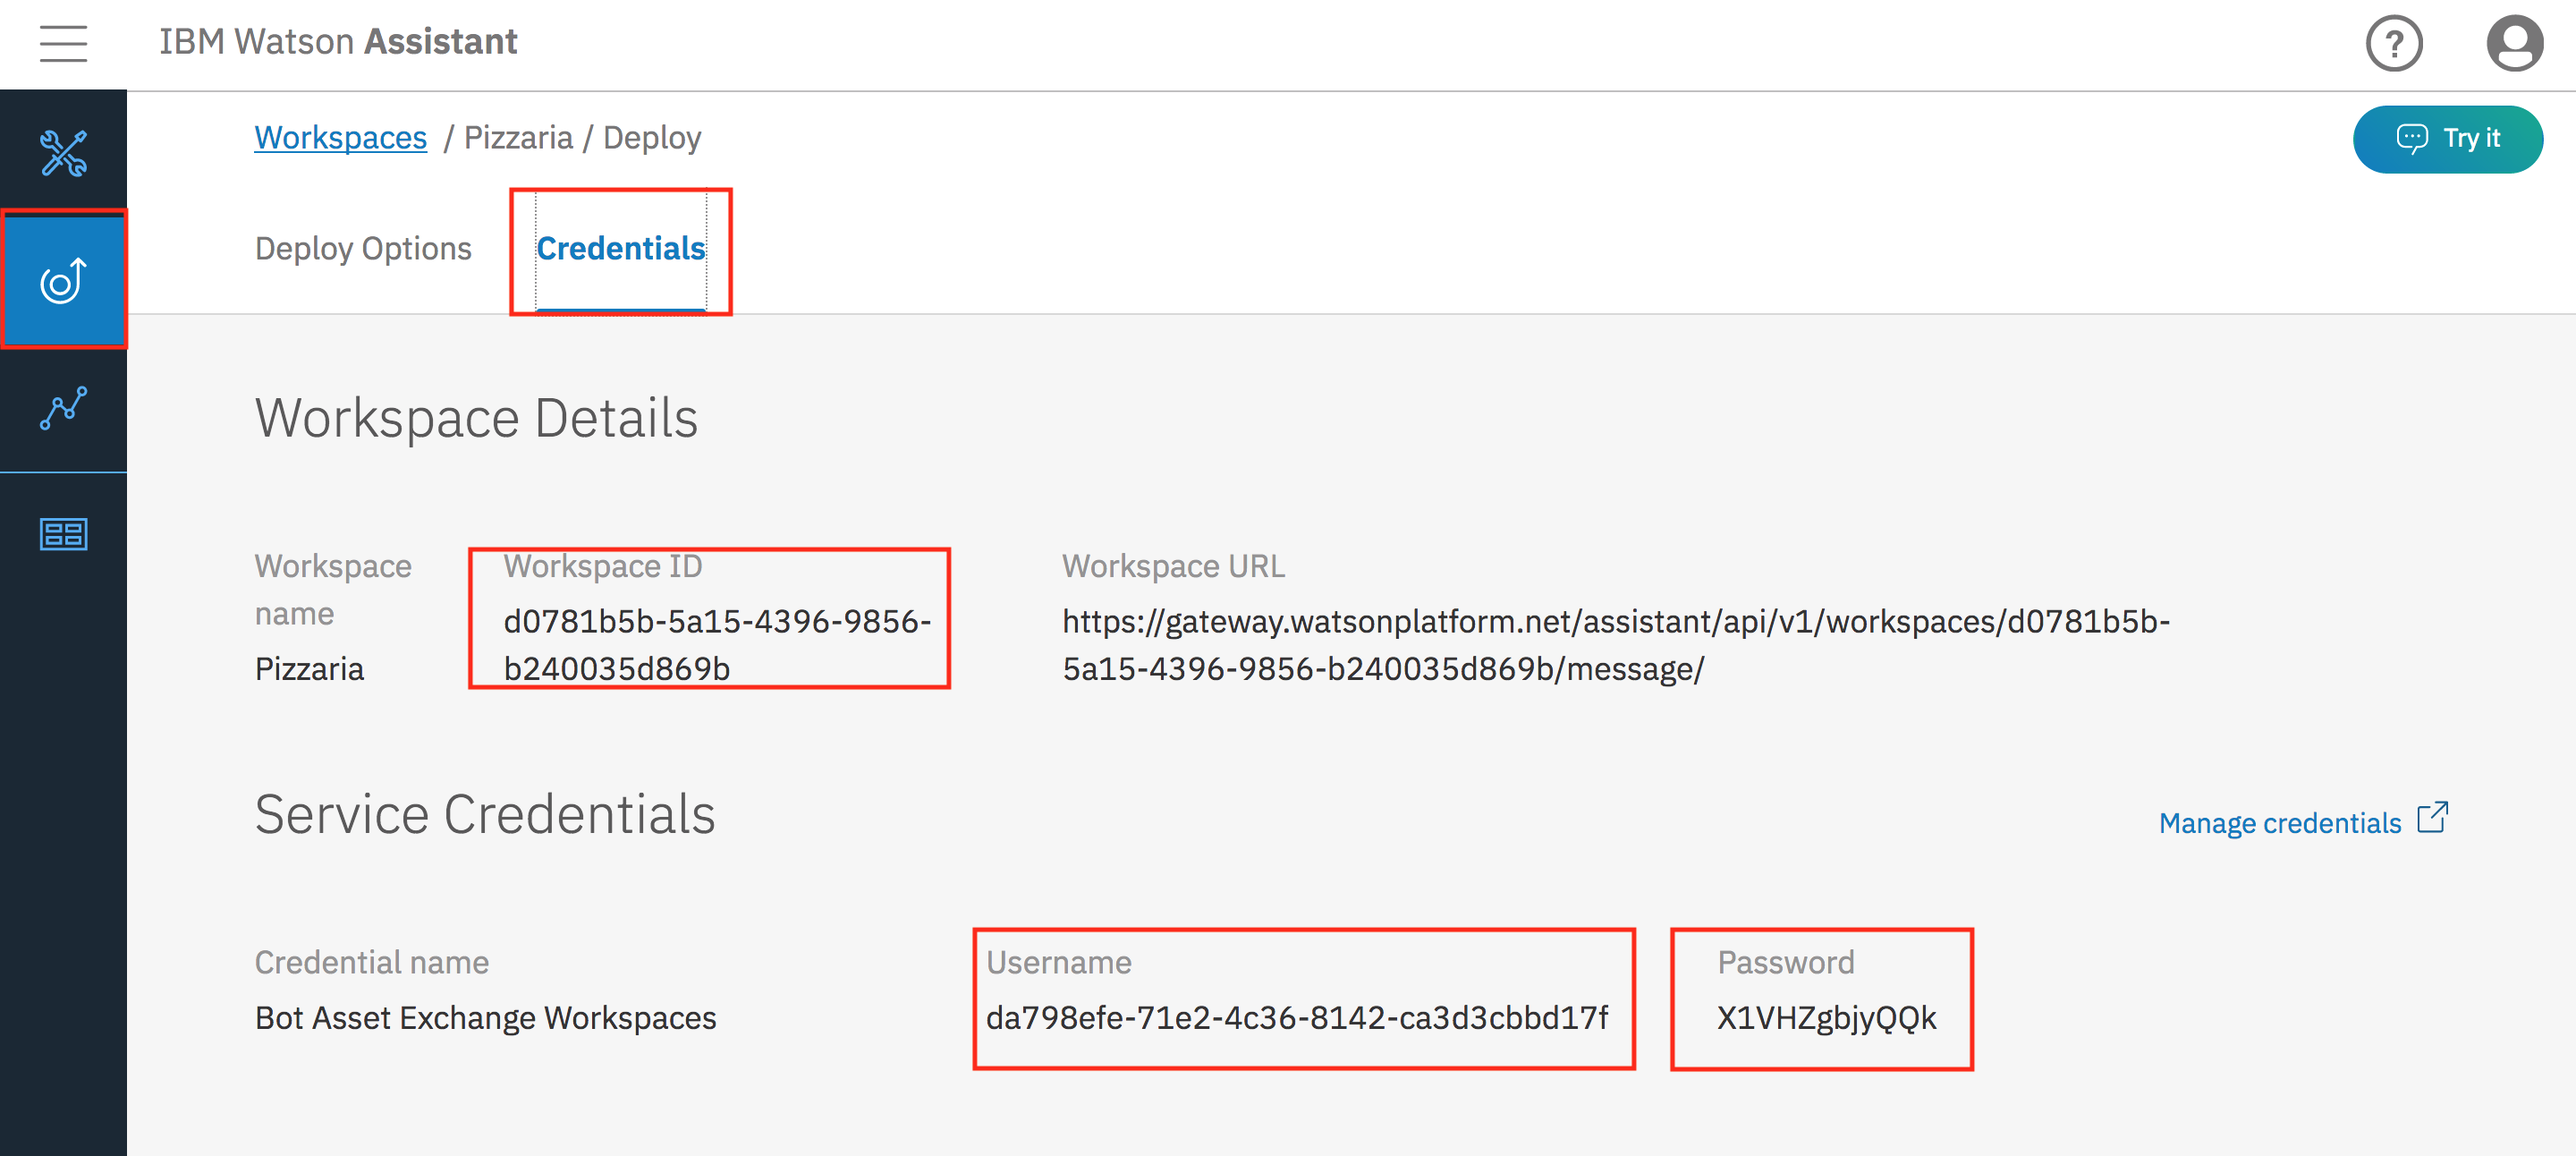 IBM Watson Assistant
?
Workspaces / Pizzaria / Deploy
Try it
Deploy Options
Credentials
Workspace Details
Workspace
name
Pizzaria
Workspace ID
d0781b5b-5a15-4396-9856-
b240035d869b
Workspace URL
https://gateway.watsonplatform.net/assistant/api/v1/workspaces/d0781b5b-
5a15-4396-9856-b240035d869b/message/
Service Credentials
Manage credentials
Credential name
Bot Asset Exchange Workspaces
Username
da798efe-71e2-4c36-8142-ca3d3cbbd17f
Password
X1VHZgbjyQQk